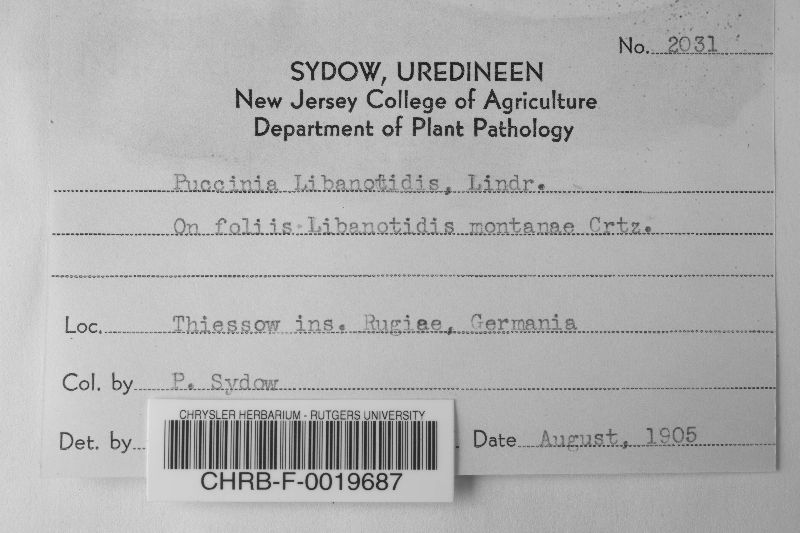 No. 2031
SYDOW, UREDINEEN
New Jersey College of Agriculture
Department of Plant Pathology
Puccinia Libanotidis, Lindr.
On foliis Libanotidis montanae Crtz.
Loc. Thiessow ins. Rugiae, Germania
Col. by P. Sydow
Det. by Date August, 1905
CHRYSLER HERBARIUM - RUTGERS UNIVERSITY
CHRB-F-0019687